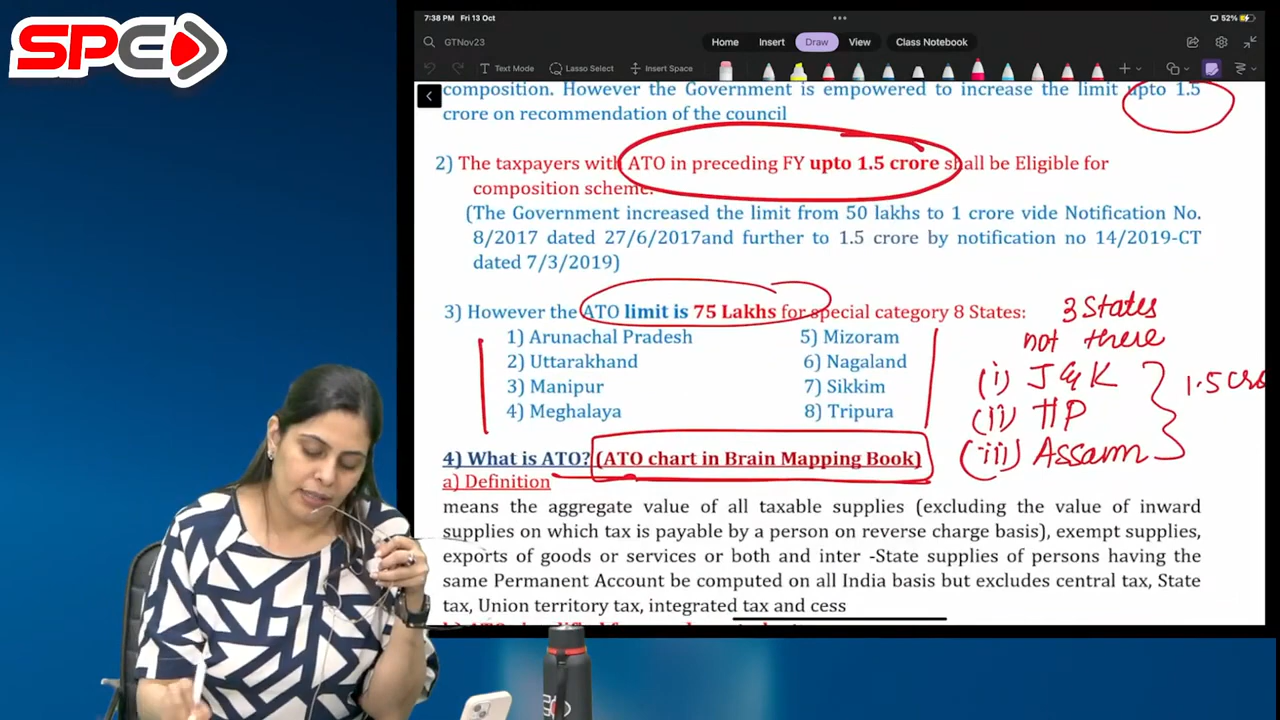 SPC
7:38 PM Fri 13 Oct
52%
GTNov23
Home Insert Draw View Class Notebook
Text Mode Lasso Select Insert Space
composition. However the Government is empowered to increase the limit upto 1.5
crore on recommendation of the council
2) The taxpayers with ATO in preceding FY upto 1.5 crore shall be Eligible for
composition scheme.
(The Government increased the limit from 50 lakhs to 1 crore vide Notification No.
8/2017 dated 27/6/2017and further to 1.5 crore by notification no 14/2019-CT
dated 7/3/2019)
3) However the ATO limit is 75 Lakhs for special category 8 States:
1) Arunachal Pradesh
2) Uttarakhand
3) Manipur
4) Meghalaya
5) Mizoram
6) Nagaland
7) Sikkim
8) Tripura
3 States
not there
(i) J & K
(ii) HP
(iii) Assam
1.5 cro
4) What is ATO? (ATO chart in Brain Mapping Book)
a) Definition
means the aggregate value of all taxable supplies (excluding the value of inward
supplies on which tax is payable by a person on reverse charge basis), exempt supplies,
exports of goods or services or both and inter -State supplies of persons having the
same Permanent Account be computed on all India basis but excludes central tax, State
tax, Union territory tax, integrated tax and cess